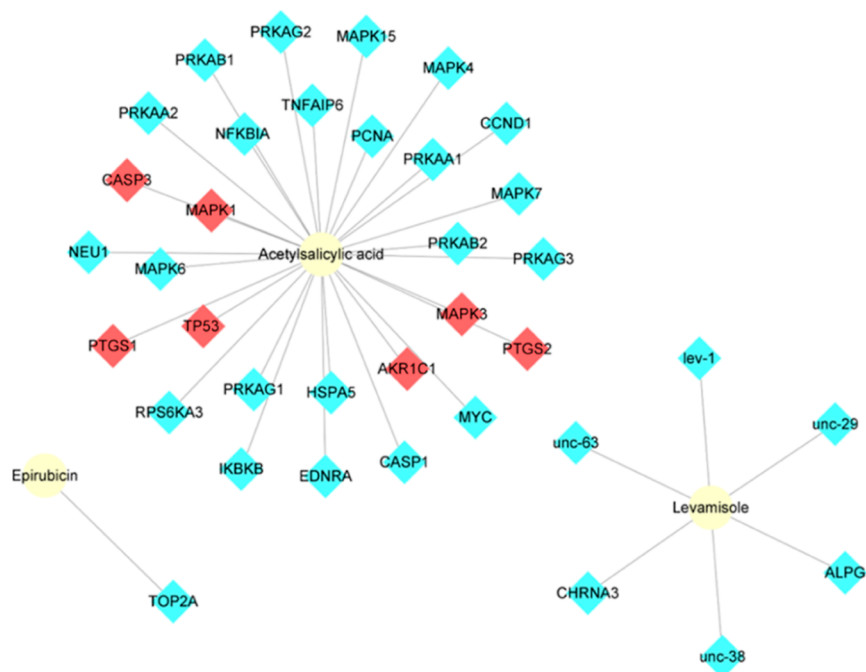 PRKAG2
MAPK15
PRKAB1
MAPK4
PRKAA2
TNFAIP6
NFKBIA
PCNA
CCND1
PRKAA1
CASP3
MAPK1
MAPK7
NEU1
Acetylsalicylic acid
PRKAB2
MAPK6
PRKAG3
MAPK3
TP53
PTGS1
PTGS2
AKR1C1
lev-1
PRKAG1
HSPA5
RPS6KA3
MYC
unc-29
unc-63
IKBKB
EDNRA
CASP1
Epirubicin
Levamisole
ALPG
CHRNA3
TOP2A
unc-38